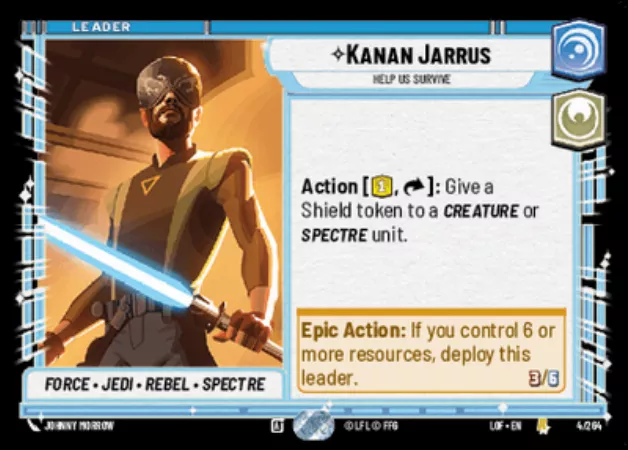 LEADER
✧KANAN JARRUS
HELP US SURVIVE
Action [1, ]: Give a
Shield token to a CREATURE or
SPECTRE unit.
Epic Action: If you control 6 or
more resources, deploy this
leader.
3/6
FORCE • JEDI • REBEL • SPECTRE
JOHNNY MORROW
A
© LFL © FFG
LOF • EN
4/264